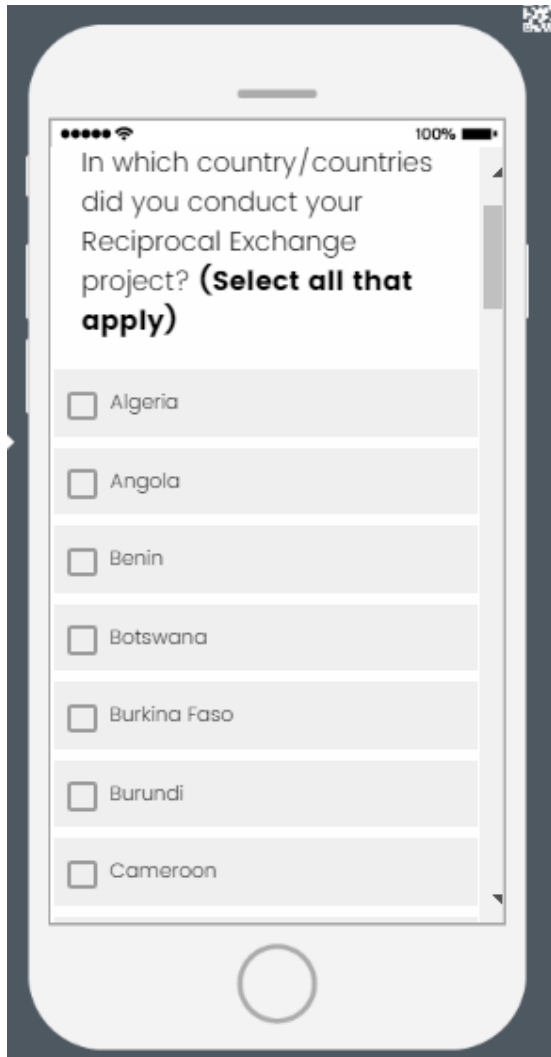 100%
In which country/countries
did you conduct your
Reciprocal Exchange
project? (Select all that
apply)
Algeria
Angola
Benin
Botswana
Burkina Faso
Burundi
Cameroon